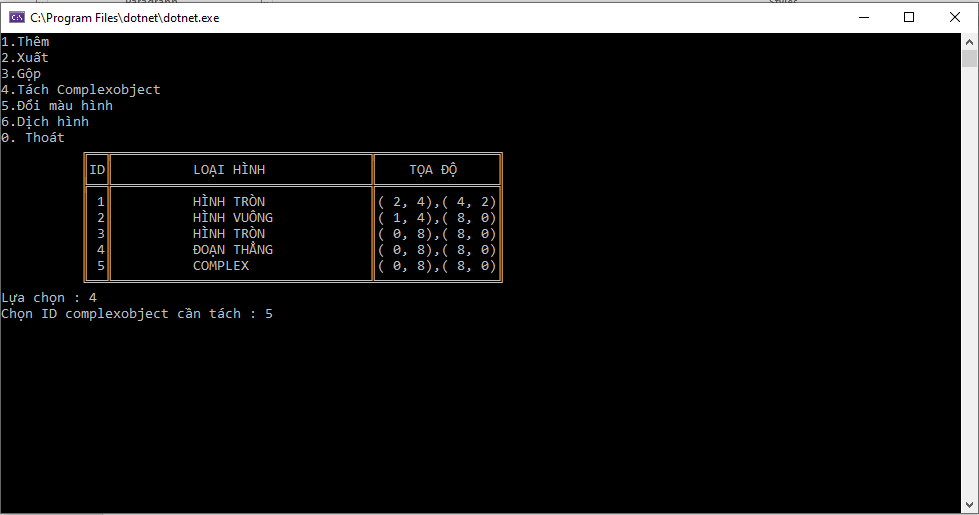 C:\Program Files\dotnet\dotnet.exe
1.Thêm
2.Xuất
3.Gộp
4.Tách Complexobject
5.Đổi màu hình
6.Dịch hình
0. Thoát
ID LOẠI HÌNH TỌA ĐỘ
1 HÌNH TRÒN ( 2, 4),( 4, 2)
2 HÌNH VUÔNG ( 1, 4),( 8, 0)
3 HÌNH TRÒN ( 0, 8),( 8, 0)
4 ĐOẠN THẲNG ( 0, 8),( 8, 0)
5 COMPLEX ( 0, 8),( 8, 0)
Lựa chọn : 4
Chọn ID complexobject cần tách : 5